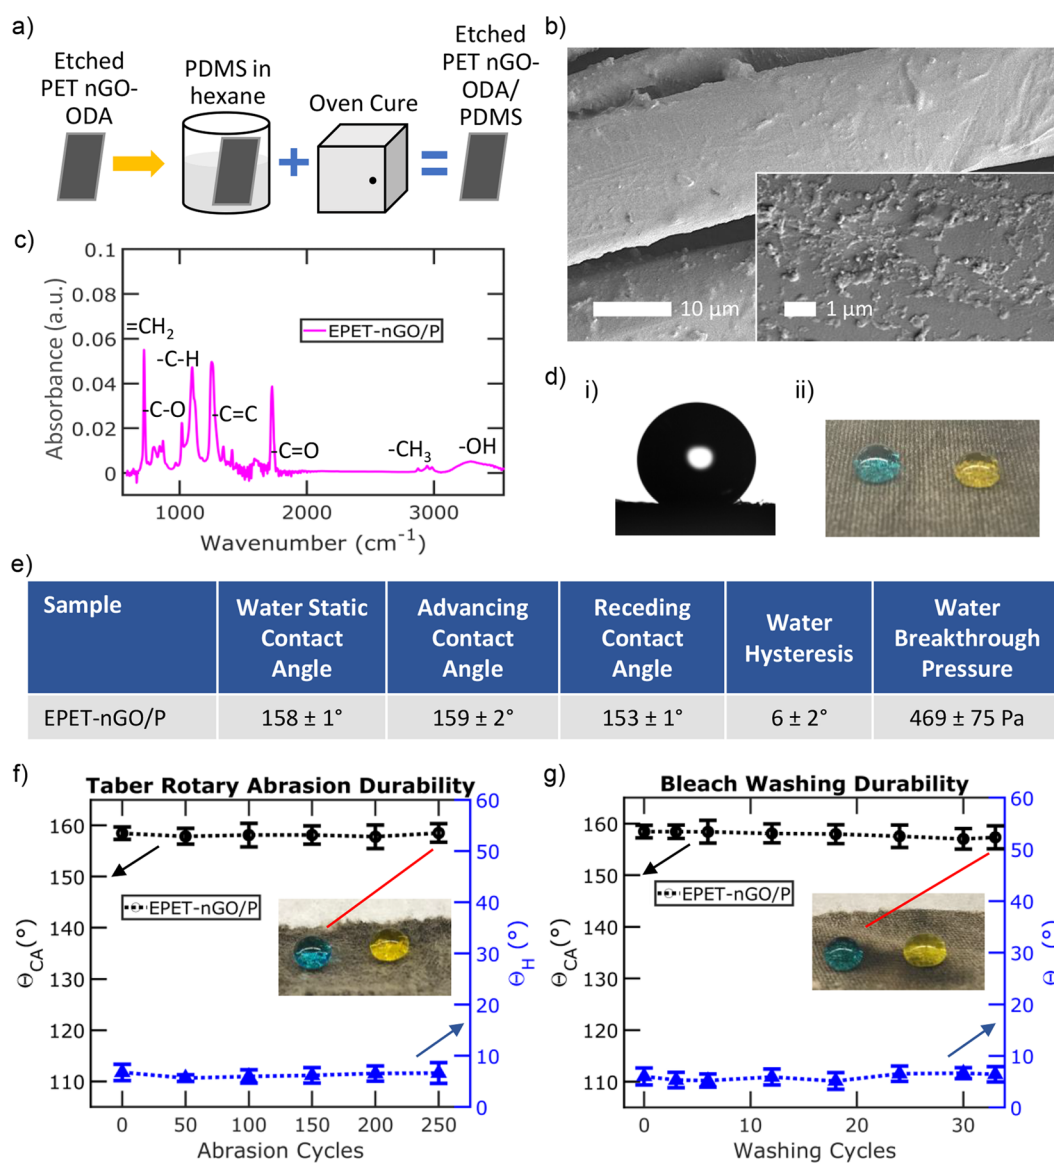 a)
Etched
PET nGO-
ODA
PDMS in
hexane
Oven Cure
Etched
PET nGO-
ODA/
PDMS
b)
10 µm
1 µm
c)
0.1
0.08
0.06
0.04
0.02
0
Absorbance (a.u.)
=CH₂
-C-H
-C-O
-C=C
-C=O
-CH₃
-OH
EPET-nGO/P
1000
2000
3000
Wavenumber (cm⁻¹)
d)
i)
ii)
e)
Sample
Water Static
Contact
Angle
Advancing
Contact
Angle
Receding
Contact
Angle
Water
Hysteresis
Water
Breakthrough
Pressure
EPET-nGO/P
158 ± 1°
159 ± 2°
153 ± 1°
6 ± 2°
469 ± 75 Pa
f)
Taber Rotary Abrasion Durability
160
150
140
130
120
110
Θ_CA(°)
EPET-nGO/P
60
50
40
30
20
10
0
Θ_H (°)
0
50
100
150
200
250
Abrasion Cycles
g)
Bleach Washing Durability
160
150
140
130
120
110
Θ_CA(°)
EPET-nGO/P
60
50
40
30
20
10
0
(°)
0
10
20
30
Washing Cycles